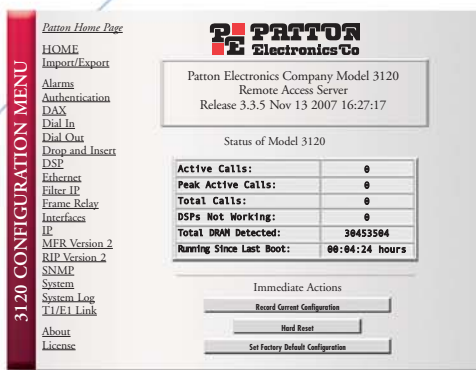 3120 CONFIGURATION MENU
Patton Home Page
HOME
Import/Export
Alarms
Authentication
DAX
Dial In
Dial Out
Drop and Insert
DSP
Ethernet
Filter IP
Frame Relay
Interfaces
IP
MFR Version 2
RIP Version 2
SNMP
System
System Log
T1/E1 Link
About
License
PE PATTON
Electronics Co
Patton Electronics Company Model 3120
Remote Access
Server
Release 3.3.5 Nov 13 2007 16:27:17
Status of Model 3120
Active Calls: 0
Peak Active Calls: 0
Total Calls: 0
DSPs Not Working: 0
Total DRAM Detected: 30453504
Running Since Last Boot: 00:04:24 hours
Immediate Actions
Record Current Configuration
Hard Reset
Set Factory Default Configuration